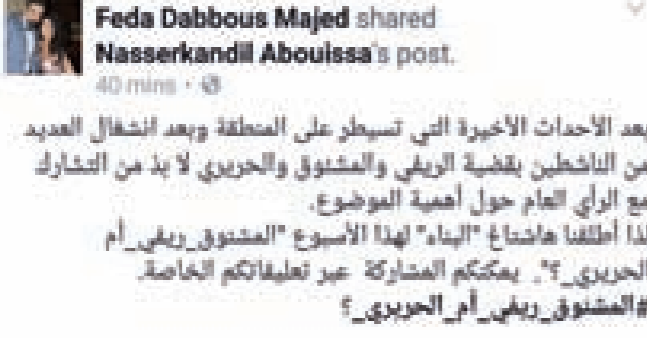 Feda Dabbous Majed shared
Nasserkandil Abouissa's post.
40 mins ·
بعد الأحداث الأخيرة التي تسيطر على المنطقة وبعد انشغال العديد
من الناشطين بقضية الريفي والمشنوق والحريري لا بد من التشارك
مع الرأي العام حول أهمية الموضوع.
لذا أطلقنا هاشتاغ "البناء" لهذا الأسبوع "المشنوق_ريفي_أم
الحريري_؟". يمكنكم المشاركة عبر تعليقاتكم الخاصة.
#المشنوق_ريفي_أم_الحريري_؟